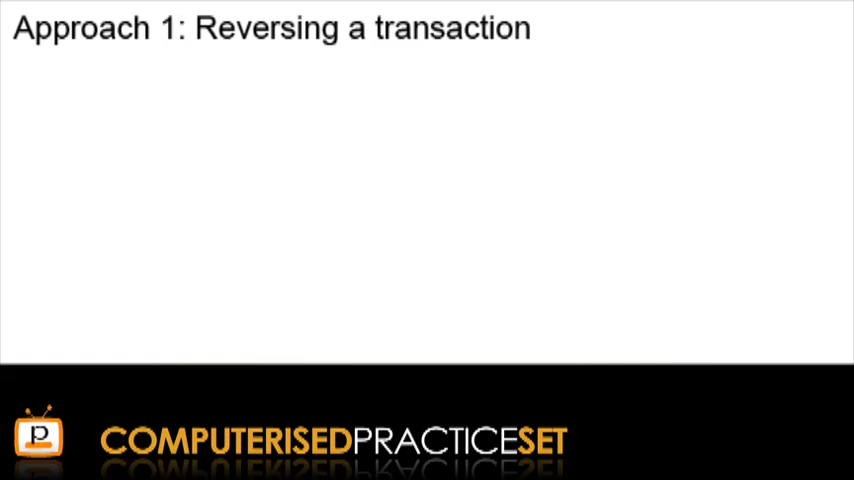 Approach 1: Reversing a transaction
p
COMPUTERISEDPRACTICESET